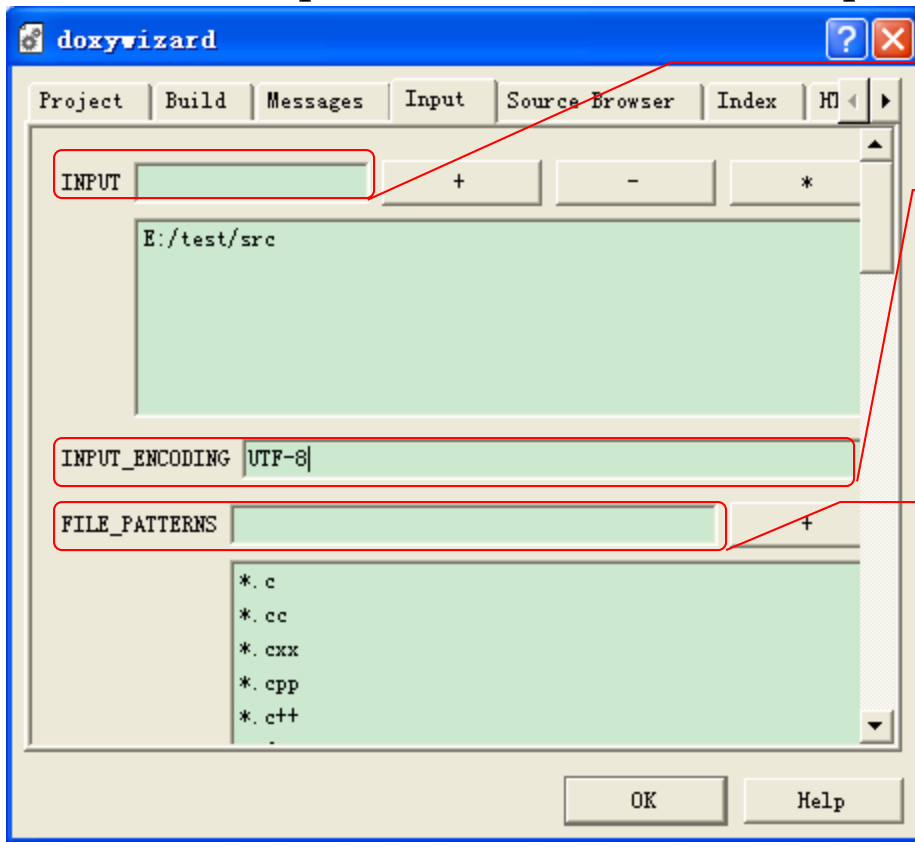 doxywizard
Project Build Messages Input Source Browser Index
INPUT + - *
E:/test/src
INPUT_ENCODING UTF-8
FILE_PATTERNS +
*.c
*.cc
*.cxx
*.cpp
*.c++
OK Help